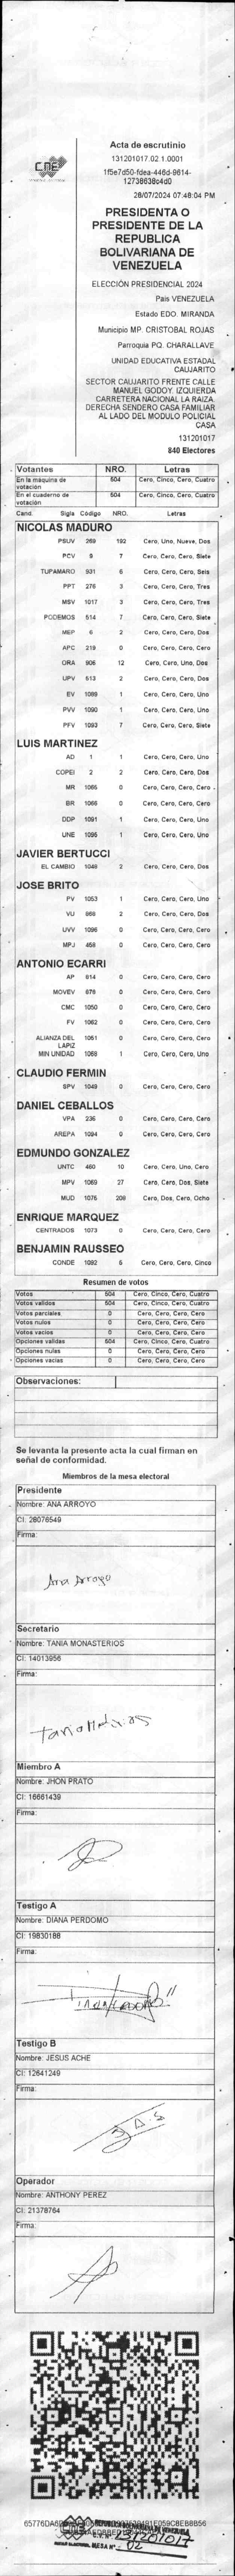 CNE
Acta de escrutinio
131201017.02.1.0001
1f5e7d50-fdea-446d-9614-
12738638c4d0
28/07/2024 07:48:04 PM
PRESIDENTA O
PRESIDENTE DE LA
REPUBLICA
BOLIVARIANA DE
VENEZUELA
ELECCIÓN PRESIDENCIAL 2024
País VENEZUELA
Estado EDO. MIRANDA
Municipio MP. CRISTOBAL ROJAS
Parroquia PQ. CHARALLAVE
UNIDAD EDUCATIVA ESTADAL
CAUJARITO
SECTOR CAUJARITO FRENTE CALLE
MANUEL GODOY. IZQUIERDA
CARRETERA NACIONAL LA RAIZA.
DERECHA SENDERO CASA FAMILIAR
AL LADO DEL MODULO POLICIAL
CASA
131201017
840 Electores
Votantes NRO. Letras
En la máquina de votación 504 Cero, Cinco, Cero, Cuatro
En el cuaderno de votación 504 Cero, Cinco, Cero, Cuatro
Cand. Sigla Código NRO. Letras
NICOLAS MADURO
PSUV 269 192 Cero, Uno, Nueve, Dos
PCV 9 7 Cero, Cero, Cero, Siete
TUPAMARO 931 6 Cero, Cero, Cero, Seis
PPT 275 3 Cero, Cero, Cero, Tres
MSV 1017 3 Cero, Cero, Cero, Tres
PODEMOS 514 7 Cero, Cero, Cero, Siete
MEP 6 2 Cero, Cero, Cero, Dos
APC 219 0 Cero, Cero, Cero, Cero
ORA 906 12 Cero, Cero, Uno, Dos
UPV 513 2 Cero, Cero, Cero, Dos
EV 1089 1 Cero, Cero, Cero, Uno
PVV 1090 1 Cero, Cero, Cero, Uno
PFV 1093 7 Cero, Cero, Cero, Siete
LUIS MARTINEZ
AD 1 1 Cero, Cero, Cero, Uno
COPEI 2 2 Cero, Cero, Cero, Dos
MR 1065 0 Cero, Cero, Cero, Cero
BR 1066 0 Cero, Cero, Cero, Cero
DDP 1091 1 Cero, Cero, Cero, Uno
UNE 1095 1 Cero, Cero, Cero, Uno
JAVIER BERTUCCI
EL CAMBIO 1046 2 Cero, Cero, Cero, Dos
JOSE BRITO
PV 1053 1 Cero, Cero, Cero, Uno
VU 968 2 Cero, Cero, Cero, Dos
UVV 1096 0 Cero, Cero, Cero, Cero
MPJ 458 0 Cero, Cero, Cero, Cero
ANTONIO ECARRI
AP 914 0 Cero, Cero, Cero, Cero
MOVEV 878 0 Cero, Cero, Cero, Cero
CMC 1050 0 Cero, Cero, Cero, Cero
FV 1062 0 Cero, Cero, Cero, Cero
ALIANZA DEL LAPIZ 1051 0 Cero, Cero, Cero, Cero
MIN UNIDAD 1068 1 Cero, Cero, Cero, Uno
CLAUDIO FERMIN
SPV 1049 0 Cero, Cero, Cero, Cero
DANIEL CEBALLOS
VPA 236 0 Cero, Cero, Cero, Cero
AREPA 1094 0 Cero, Cero, Cero, Cero
EDMUNDO GONZALEZ
UNTC 460 10 Cero, Cero, Uno, Cero
MPV 1069 27 Cero, Cero, Dos, Siete
MUD 1075 208 Cero, Dos, Cero, Ocho
ENRIQUE MARQUEZ
CENTRADOS 1073 0 Cero, Cero, Cero, Cero
BENJAMIN RAUSSEO
CONDE 1092 5 Cero, Cero, Cero, Cinco
Resumen de votos
Votos 504 Cero, Cinco, Cero, Cuatro
Votos validos 504 Cero, Cinco, Cero, Cuatro
Votos parciales 0 Cero, Cero, Cero, Cero
Votos nulos 0 Cero, Cero, Cero, Cero
Votos vacios 0 Cero, Cero, Cero, Cero
Opciones validas 504 Cero, Cinco, Cero, Cuatro
Opciones nulas 0 Cero, Cero, Cero, Cero
Opciones vacias 0 Cero, Cero, Cero, Cero
Observaciones:
Se levanta la presente acta la cual firman en
señal de conformidad.
Miembros de la mesa electoral
Presidente
Nombre: ANA ARROYO
CI: 26076549
Firma:
Ana Arroyo
Secretario
Nombre: TANIA MONASTERIOS
CI: 14013956
Firma:
Miembro A
Nombre: JHON PRATO
CI: 16661439
Firma:
Testigo A
Nombre: DIANA PERDOMO
CI: 19830188
Firma:
Testigo B
Nombre: JESUS ACHE
CI: 12641249
Firma:
Operador
Nombre: ANTHONY PEREZ
CI: 21378764
Firma:
CNE
C.V. N° 131201017
MESA N° 02